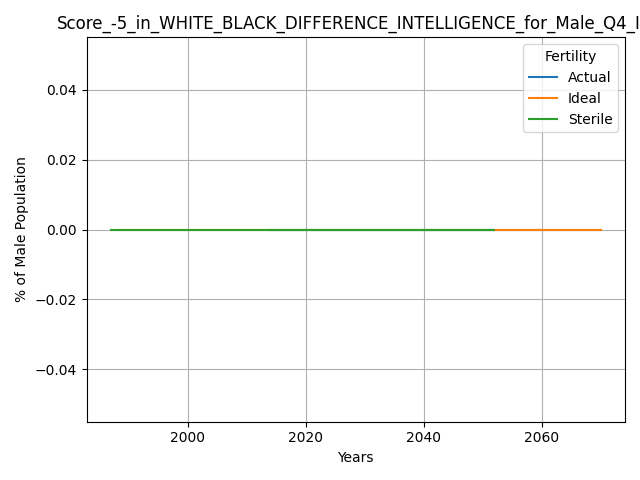 Score_-5_in_WHITE_BLACK_DIFFERENCE_INTELLIGENCE_for_Male_Q4_I
Fertility
Actual
Ideal
Sterile
0.04
0.02
0.00
−0.02
−0.04
% of Male Population
2000 2020 2040 2060
Years